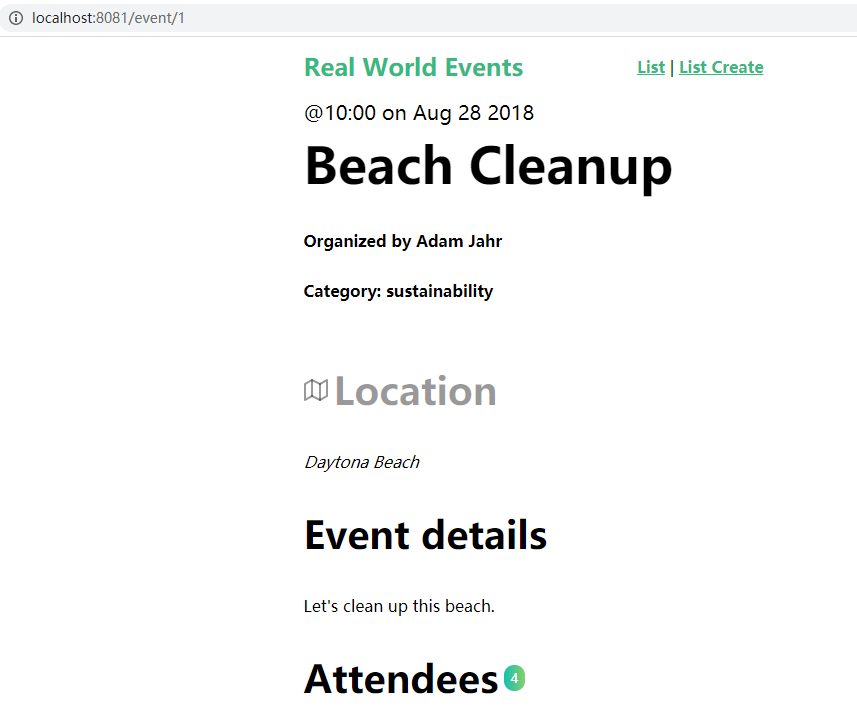 localhost:8081/event/1
Real World Events
List | List Create
@10:00 on Aug 28 2018
Beach Cleanup
Organized by Adam Jahr
Category: sustainability
Location
Daytona Beach
Event details
Let's clean up this beach.
Attendees 4